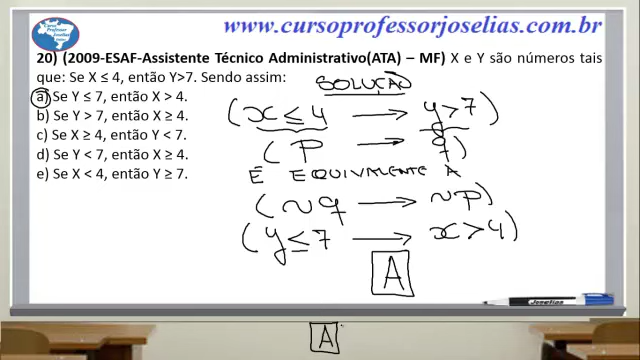 www.cursoprofessorjoselias.com.br
20) (2009-ESAF-Assistente Técnico Administrativo(ATA) – MF) X e Y são números tais
que: Se X ≤ 4, então Y>7. Sendo assim:
SOLUÇÃO
a) Se Y ≤ 7, então X > 4.
b) Se Y > 7, então X ≥ 4.
c) Se X ≥ 4, então Y < 7.
d) Se Y < 7, então X ≥ 4.
e) Se X < 4, então Y ≥ 7.
(x ≤ 4 → y > 7)
(P → q)
É EQUIVALENTE A
(~q → ~p)
(y ≤ 7 → x > 4)
A
Joselias
A